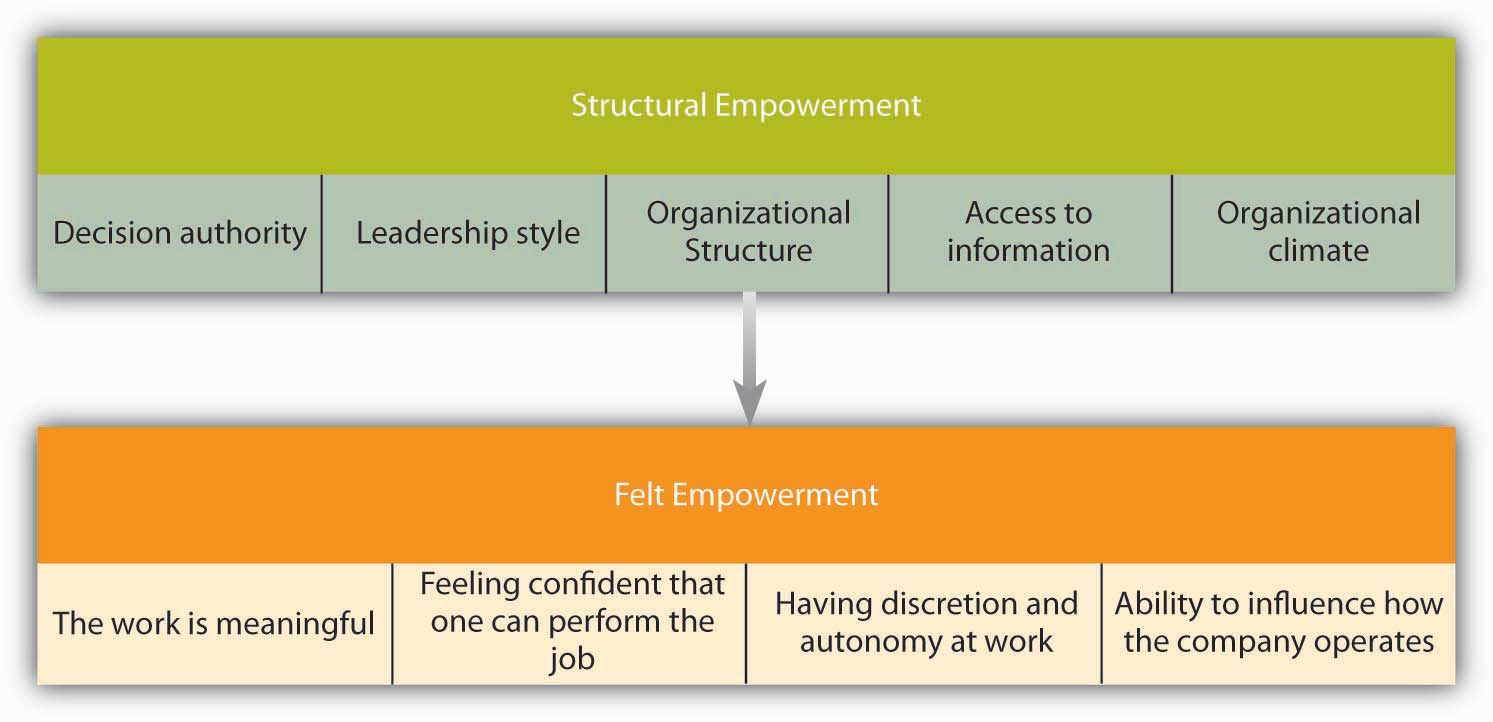 Structural Empowerment
Decision authority
Leadership style
Organizational
Structure
Access to
information
Organizational
climate
Felt Empowerment
The work is meaningful
Feeling confident that
one can perform the
job
Having discretion and
autonomy at work
Ability to influence how
the company operates